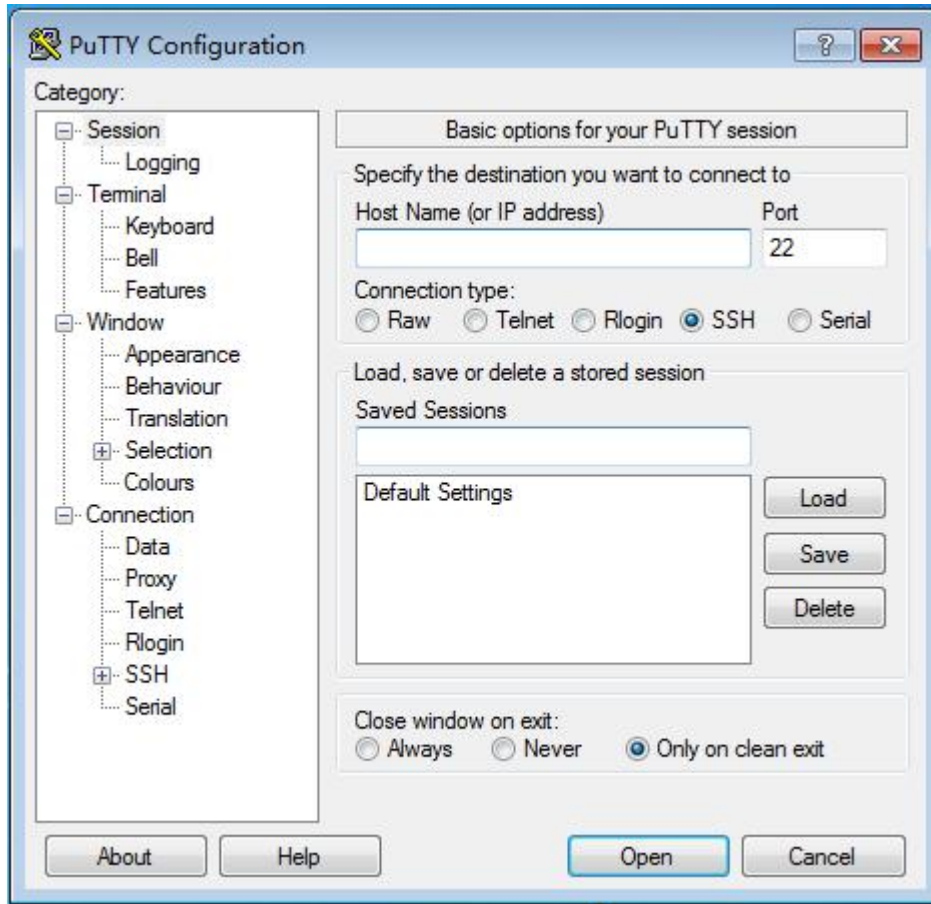 PuTTY Configuration
Category:
Session
Logging
Terminal
Keyboard
Bell
Features
Window
Appearance
Behaviour
Translation
Selection
Colours
Connection
Data
Proxy
Telnet
Rlogin
SSH
Serial
Basic options for your PuTTY session
Specify the destination you want to connect to
Host Name (or IP address) Port
22
Connection type:
Raw Telnet Rlogin SSH Serial
Load, save or delete a stored session
Saved Sessions
Default Settings
Load
Save
Delete
Close window on exit:
Always Never Only on clean exit
About Help Open Cancel